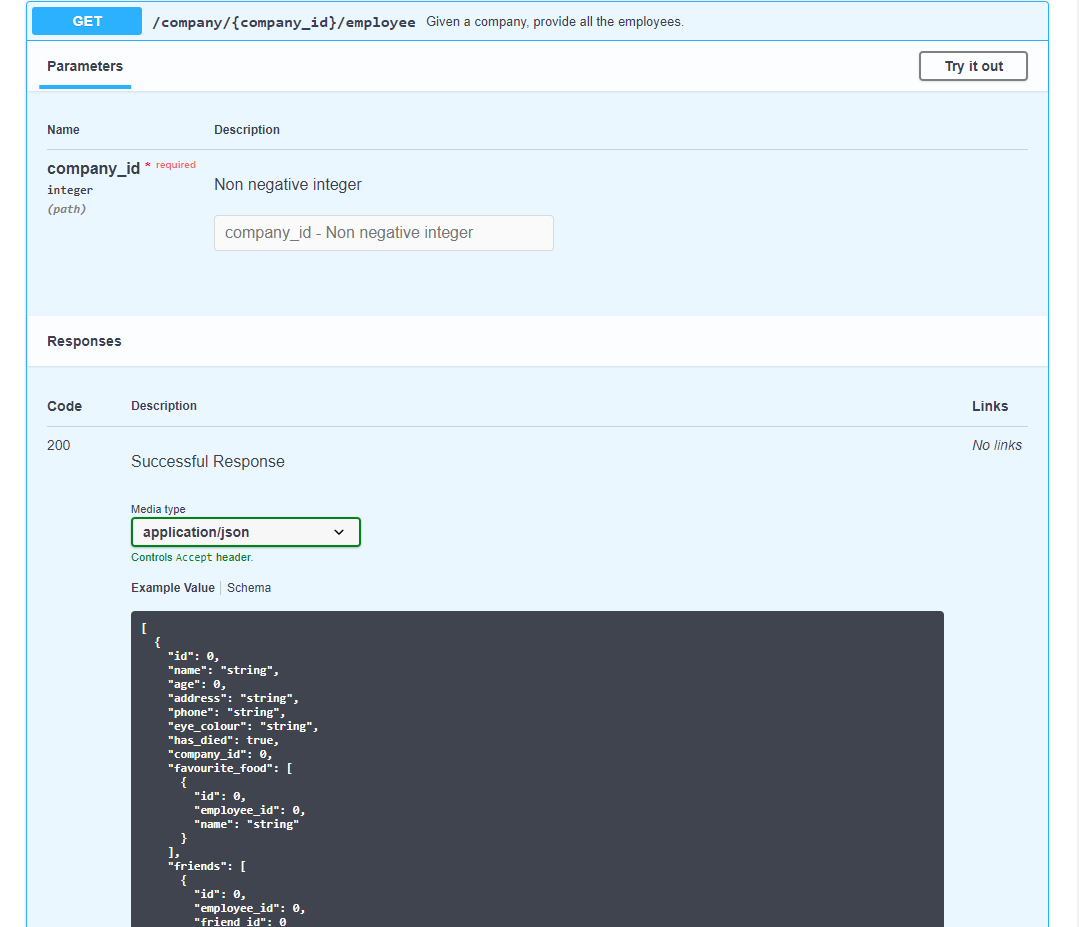 GET /company/{company_id}/employee Given a company, provide all the employees.
Parameters Try it out
Name Description
company_id * required
integer
(path)
Non negative integer
company_id - Non negative integer
Responses
Code Description Links
200 Successful Response No links
Media type
application/json
Controls Accept header.
Example Value Schema
[
{
"id": 0,
"name": "string",
"age": 0,
"address": "string",
"phone": "string",
"eye_colour": "string",
"has_died": true,
"company_id": 0,
"favourite_food": [
{
"id": 0,
"employee_id": 0,
"name": "string"
}
],
"friends": [
{
"id": 0,
"employee_id": 0,
"friend_id": 0